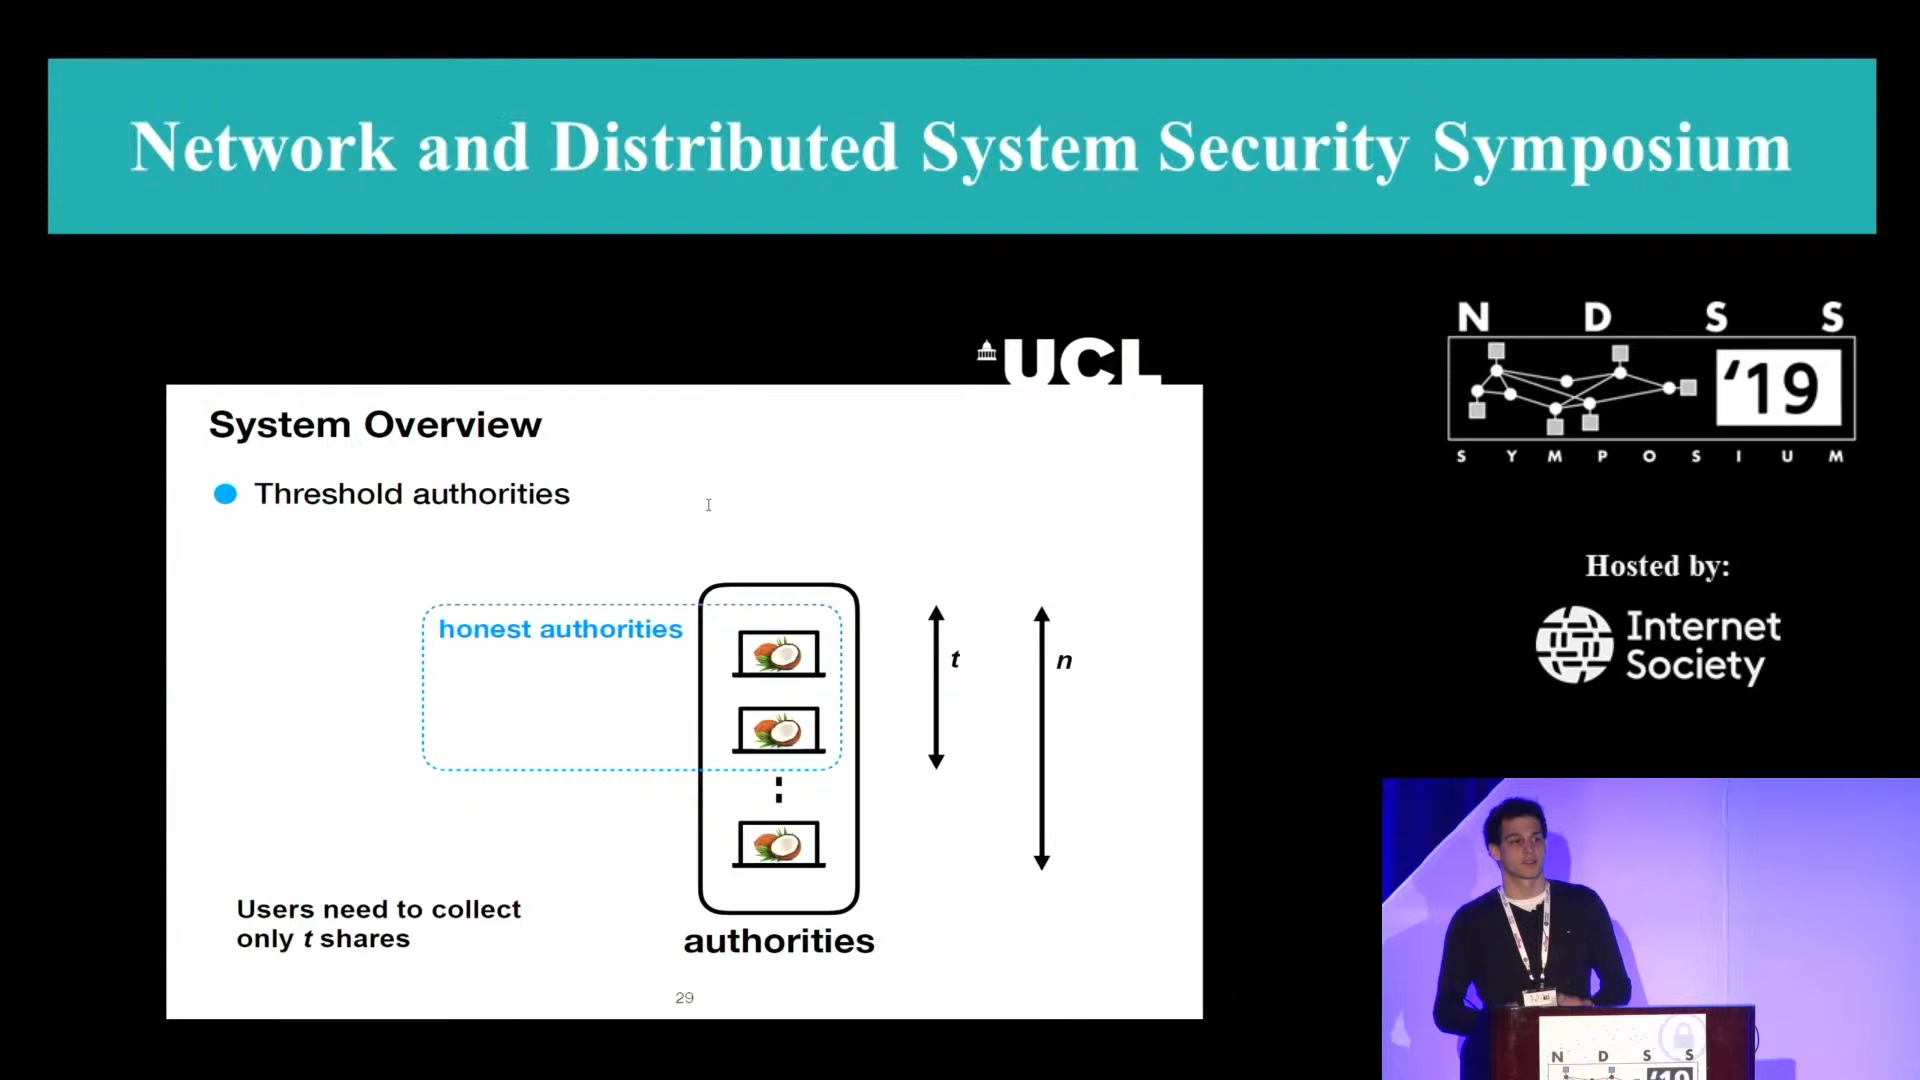 Network and Distributed System Security Symposium
N D S S
'19
S Y M P O S I U M
UCL
System Overview
Threshold authorities
honest authorities
t
n
Users need to collect
only t shares
authorities
29
Hosted by:
Internet
Society
N D S S
'19